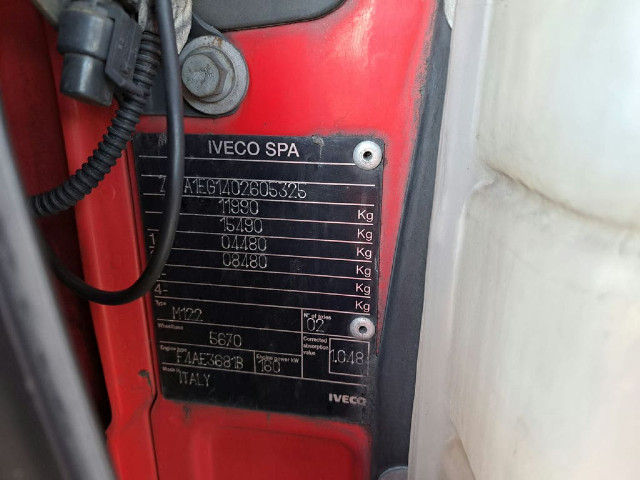 IVECO SPA
A1EG1402605325
11990 Kg
15490 Kg
1 04480 Kg
08480 Kg
- Kg
4- Kg
Type M122 N° of axles 02
Wheelbase 5670 Corrected absorption value 1.048
Engine type F4AE3681B Engine power kW 160
Made in ITALY IVECO